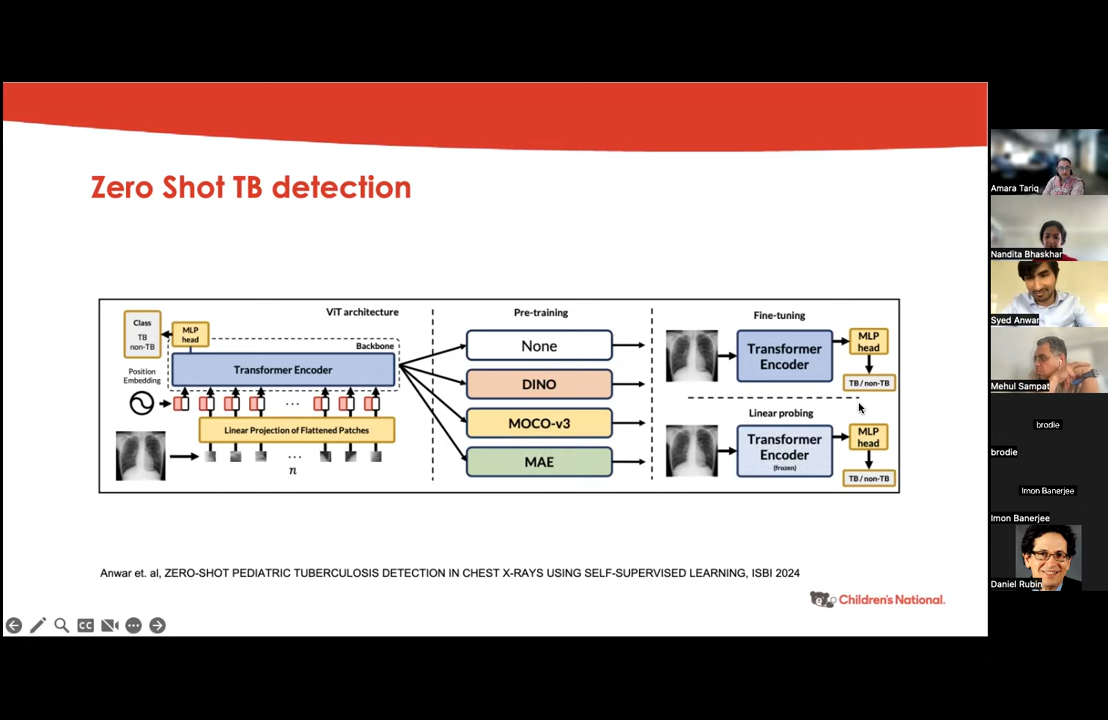 Zero Shot TB detection
ViT architecture
Class
TB
non-TB
MLP
head
Backbone
Transformer Encoder
Position
Embedding
Linear Projection of Flattened Patches
...
n
Pre-training
None
DINO
MOCO-v3
MAE
Fine-tuning
Transformer
Encoder
MLP
head
TB / non-TB
Linear probing
Transformer
Encoder
(frozen)
MLP
head
TB / non-TB
Anwar et. al, ZERO-SHOT PEDIATRIC TUBERCULOSIS DETECTION IN CHEST X-RAYS USING SELF-SUPERVISED LEARNING, ISBI 2024
Children's National.
CC
Amara Tariq
Nandita Bhaskhar
Syed Anwar
Mehul Sampat
brodie
brodie
Imon Banerjee
Imon Banerjee
Daniel Rubin